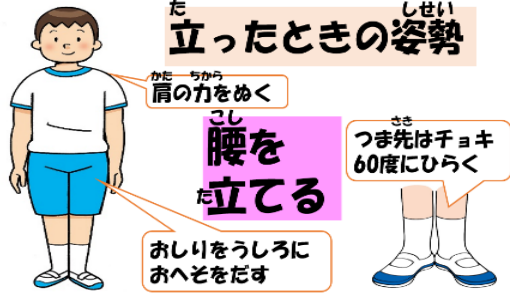 た しせい
立ったときの姿勢
かた ちから
肩の力をぬく
こし
腰を
た
立てる
さき
つま先はチョキ
60度にひらく
おしりをうしろに
おへそをだす